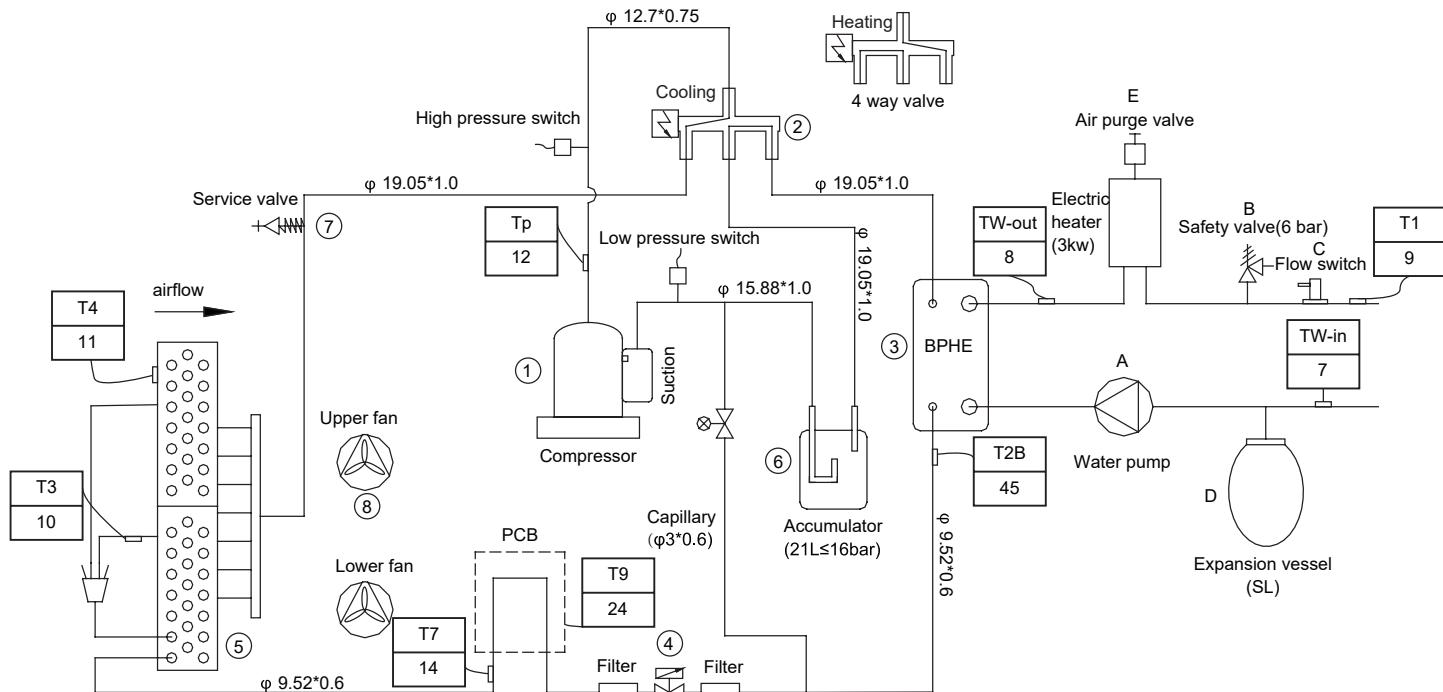 φ 12.7*0.75
Heating
4 way valve
Cooling
2
High pressure switch
E
Air purge valve
φ 19.05*1.0
φ 19.05*1.0
Service valve
7
Tp
12
Low pressure switch
φ 19.05*1.0
TW-out
8
Electric
heater
(3kw)
B
Safety valve(6 bar)
C
Flow switch
T1
9
airflow
T4
11
φ 15.88*1.0
1
Suction
Compressor
3
BPHE
A
Water pump
TW-in
7
Upper fan
8
T3
10
6
Accumulator
(21L≤16bar)
T2B
45
D
Expansion vessel
(SL)
Capillary
(φ3*0.6)
PCB
T9
24
φ 9.52*0.6
Lower fan
5
T7
14
4
Filter
Filter
φ 9.52*0.6